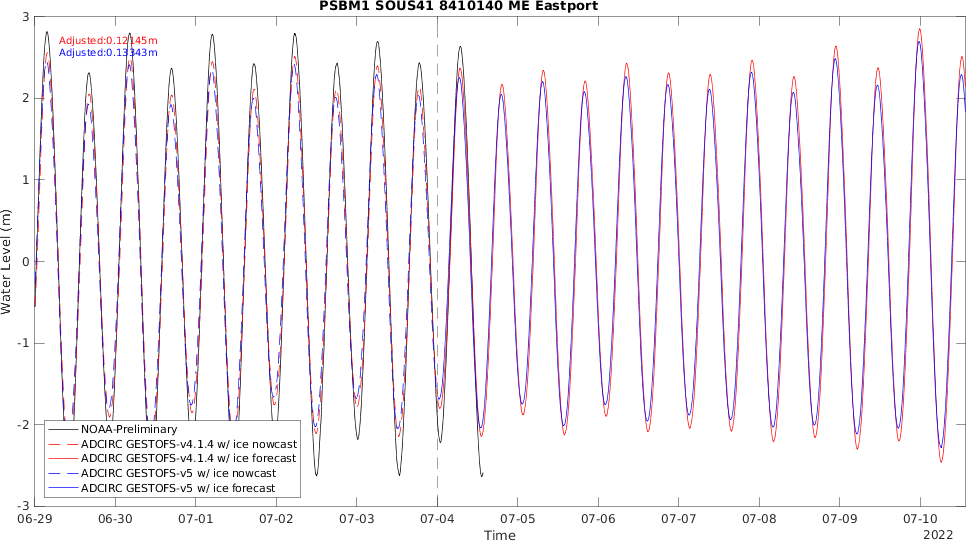 PSBM1 SOUS41 8410140 ME Eastport
Adjusted:0.12145m
Adjusted:0.13343m
Water Level (m)
3
2
1
0
-1
-2
-3
NOAA-Preliminary
ADCIRC GESTOFS-v4.1.4 w/ ice nowcast
ADCIRC GESTOFS-v4.1.4 w/ ice forecast
ADCIRC GESTOFS-v5 w/ ice nowcast
ADCIRC GESTOFS-v5 w/ ice forecast
06-29 06-30 07-01 07-02 07-03 07-04 07-05 07-06 07-07 07-08 07-09 07-10
Time
2022